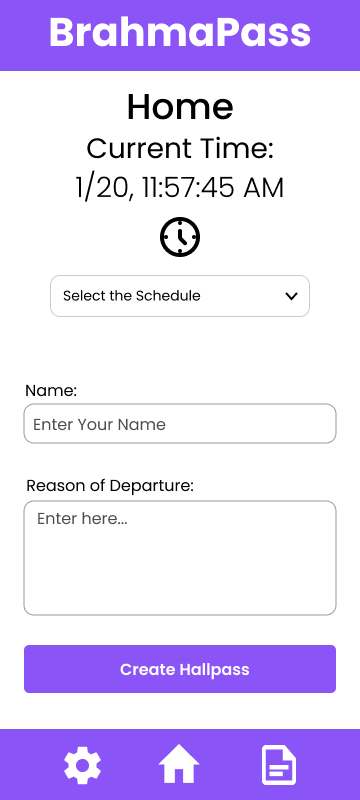 BrahmaPass
Home
Current Time:
1/20, 11:57:45 AM
Select the Schedule
Name:
Enter Your Name
Reason of Departure:
Enter here...
Create Hallpass